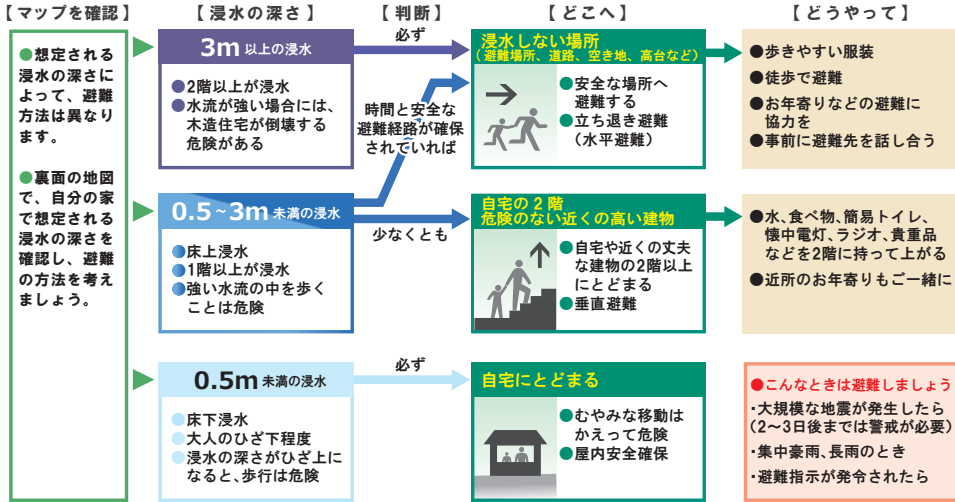 【マップを確認】
●想定される
浸水の深さに
よって、避難
方法は異なり
ます。
●裏面の地図
で、自分の家
で想定される
浸水の深さを
確認し、避難
の方法を考え
ましょう。
【浸水の深さ】
3m以上の浸水
●2階以上が浸水
●水流が強い場合には、
木造住宅が倒壊する
危険がある
0.5~3m未満の浸水
●床上浸水
●1階以上が浸水
●強い水流の中を歩く
ことは危険
0.5m未満の浸水
●床下浸水
●大人のひざ下程度
●浸水の深さがひざ上に
なると、歩行は危険
【判断】
必ず
時間と安全な
避難経路が確保
されていれば
少なくとも
必ず
【どこへ】
浸水しない場所
(避難場所、道路、空き地、高台など)
●安全な場所へ
避難する
●立ち退き避難
(水平避難)
自宅の2階
危険のない近くの高い建物
●自宅や近くの丈夫
な建物の2階以上に
とどまる
●垂直避難
自宅にとどまる
●むやみな移動は
かえって危険
●屋内安全確保
【どうやって】
●歩きやすい服装
●徒歩で避難
●お年寄りなどの避難に
協力を
●事前に避難先を話し合う
●水、食べ物、簡易トイレ、
懐中電灯、ラジオ、貴重品
などを2階に持って上がる
●近所のお年寄りもご一緒に
●こんなときは避難しましょう
・大規模な地震が発生したら
(2~3日後までは警戒が必要)
・集中豪雨、長雨のとき
・避難指示が発令されたら